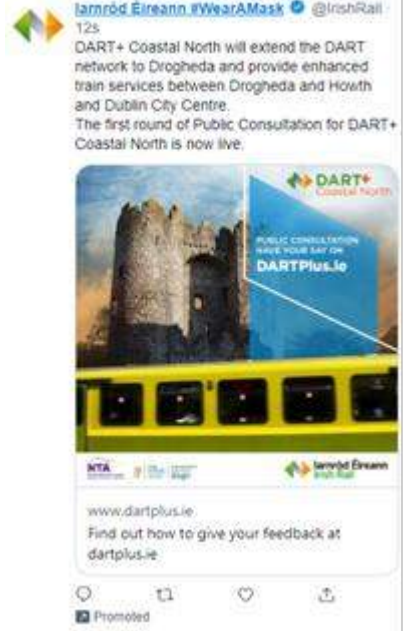 Iarnród Éireann #WearAMask @IrishRail ·
12s
DART+ Coastal North will extend the DART
network to Drogheda and provide enhanced
train services between Drogheda and Howth
and Dublin City Centre.
The first round of Public Consultation for DART+
Coastal North is now live.
DART+
Coastal North
PUBLIC CONSULTATION
HAVE YOUR SAY ON
DARTPlus.ie
NTA
Iarnród Éireann
Irish Rail
www.dartplus.ie
Find out how to give your feedback at
dartplus.ie
Promoted